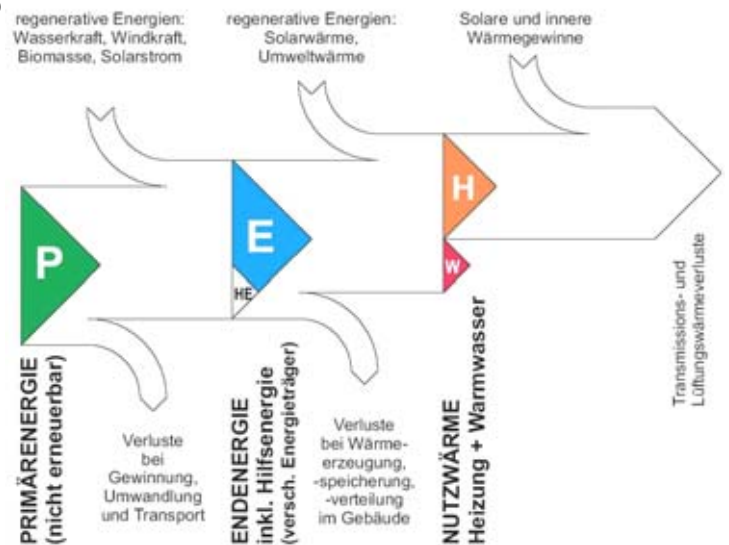 regenerative Energien:
Wasserkraft, Windkraft,
Biomasse, Solarstrom
regenerative Energien:
Solarwärme,
Umweltwärme
Solare und innere
Wärmegewinne
P
E
HE
H
W
PRIMÄRENERGIE
(nicht erneuerbar)
Verluste
bei
Gewinnung,
Umwandlung
und Transport
ENDENERGIE
inkl. Hilfsenergie
(versch. Energieträger)
Verluste
bei Wärme-
erzeugung,
-speicherung,
-verteilung
im Gebäude
NUTZWÄRME
Heizung + Warmwasser
Transmissions- und
Lüftungswärmeverluste